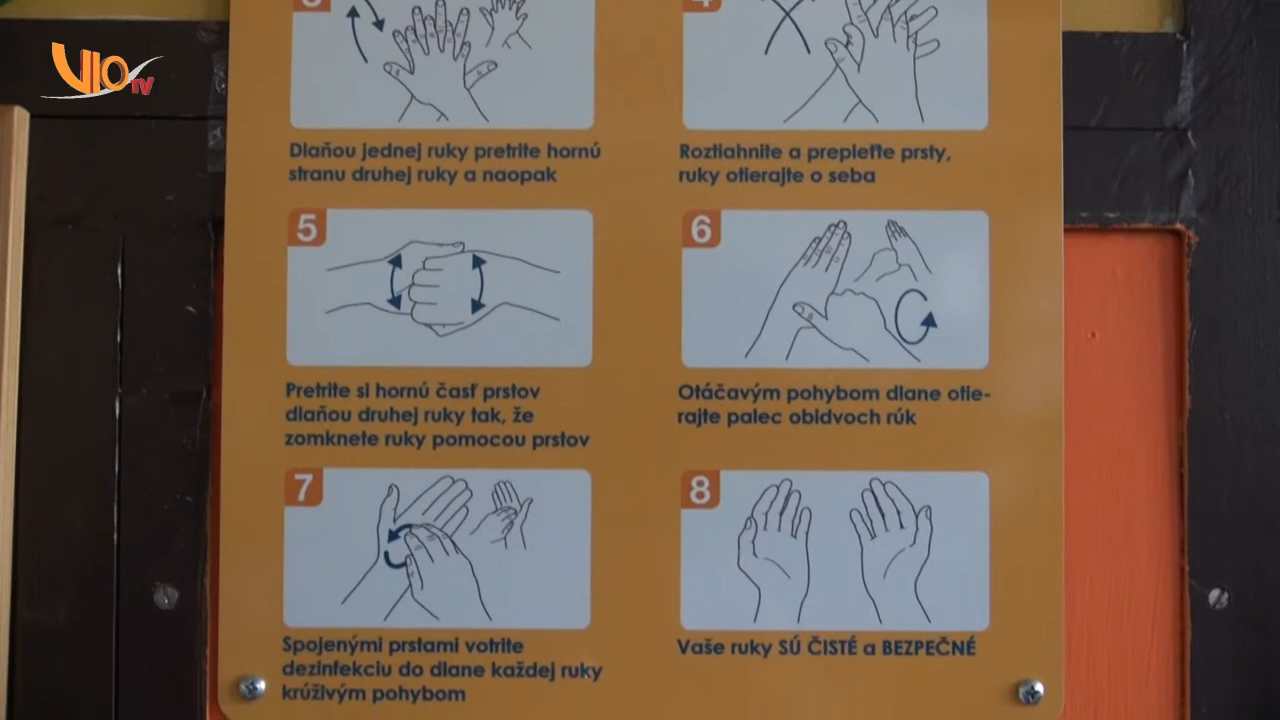 VIO TV
3
4
Dlaňou jednej ruky pretrite hornú
stranu druhej ruky a naopak
Roztiahnite a prepleťte prsty,
ruky otierajte o seba
5
6
Pretrite si hornú časť prstov
dlaňou druhej ruky tak, že
zomknete ruky pomocou prstov
Otáčavým pohybom dlane otie-
rajte palec obidvoch rúk
7
8
Spojenými prstami votrite
dezinfekciu do dlane každej ruky
krúživým pohybom
Vaše ruky SÚ ČISTÉ a BEZPEČNÉ